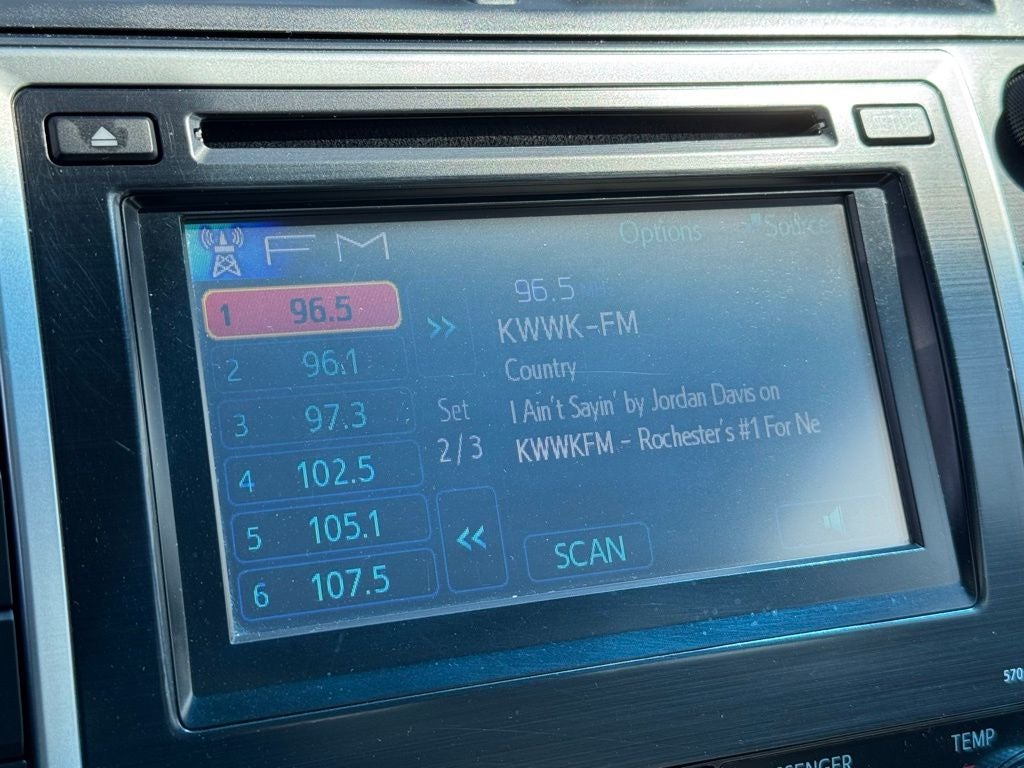 FM
Options
Source
1 96.5
2 96.1
3 97.3
4 102.5
5 105.1
6 107.5
>>
Set
2/3
<<
96.5
KWWK-FM
Country
I Ain't Sayin' by Jordan Davis on
KWWKFM - Rochester's #1 For Ne
SCAN
570
TEMP
SENGER